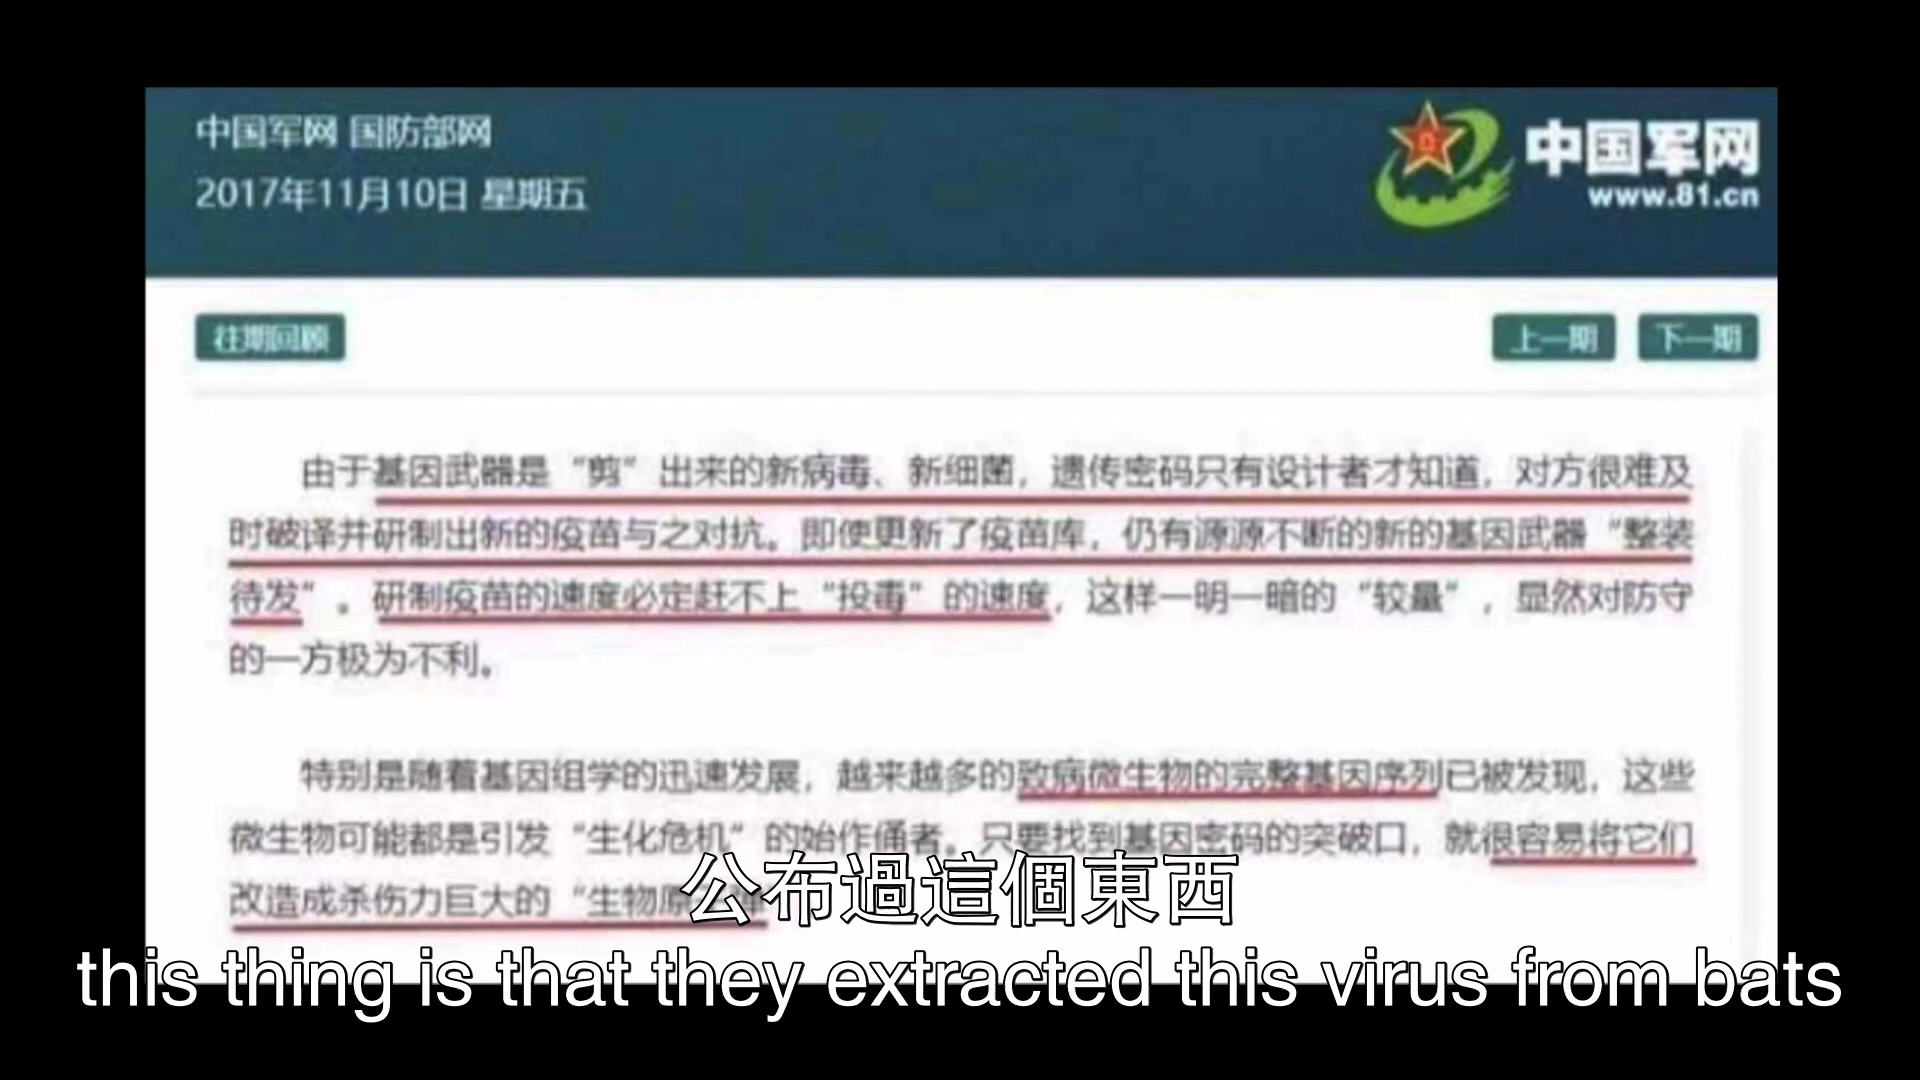 中国军网 国防部网
2017年11月10日 星期五
中国军网
www.81.cn
往期回顾
上一期
下一期
由于基因武器是“剪”出来的新病毒、新细菌，遗传密码只有设计者才知道，对方很难及
时破译并研制出新的疫苗与之对抗。即使更新了疫苗库，仍有源源不断的新的基因武器“整装
待发”。研制疫苗的速度必定赶不上“投毒”的速度，这样一明一暗的“较量”，显然对防守
的一方极为不利。
特别是随着基因组学的迅速发展，越来越多的致病微生物的完整基因序列已被发现，这些
微生物可能都是引发“生化危机”的始作俑者。只要找到基因密码的突破口，就很容易将它们
改造成杀伤力巨大的“生物原
公布過這個東西
this thing is that they extracted this virus from bats